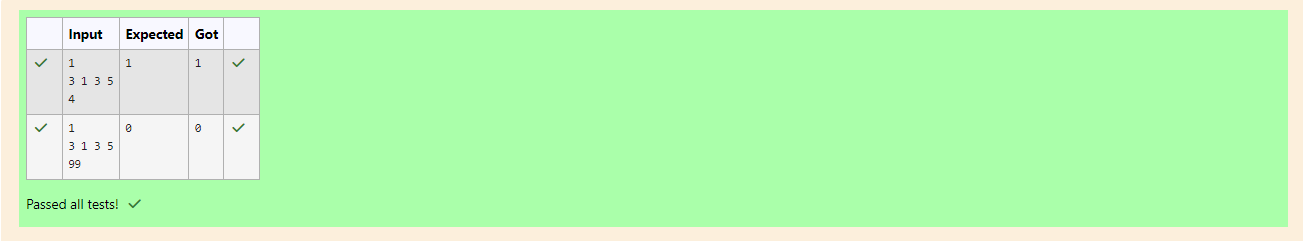 Input Expected Got
1 1 1
3 1 3 5
4
1 0 0
3 1 3 5
99
Passed all tests!